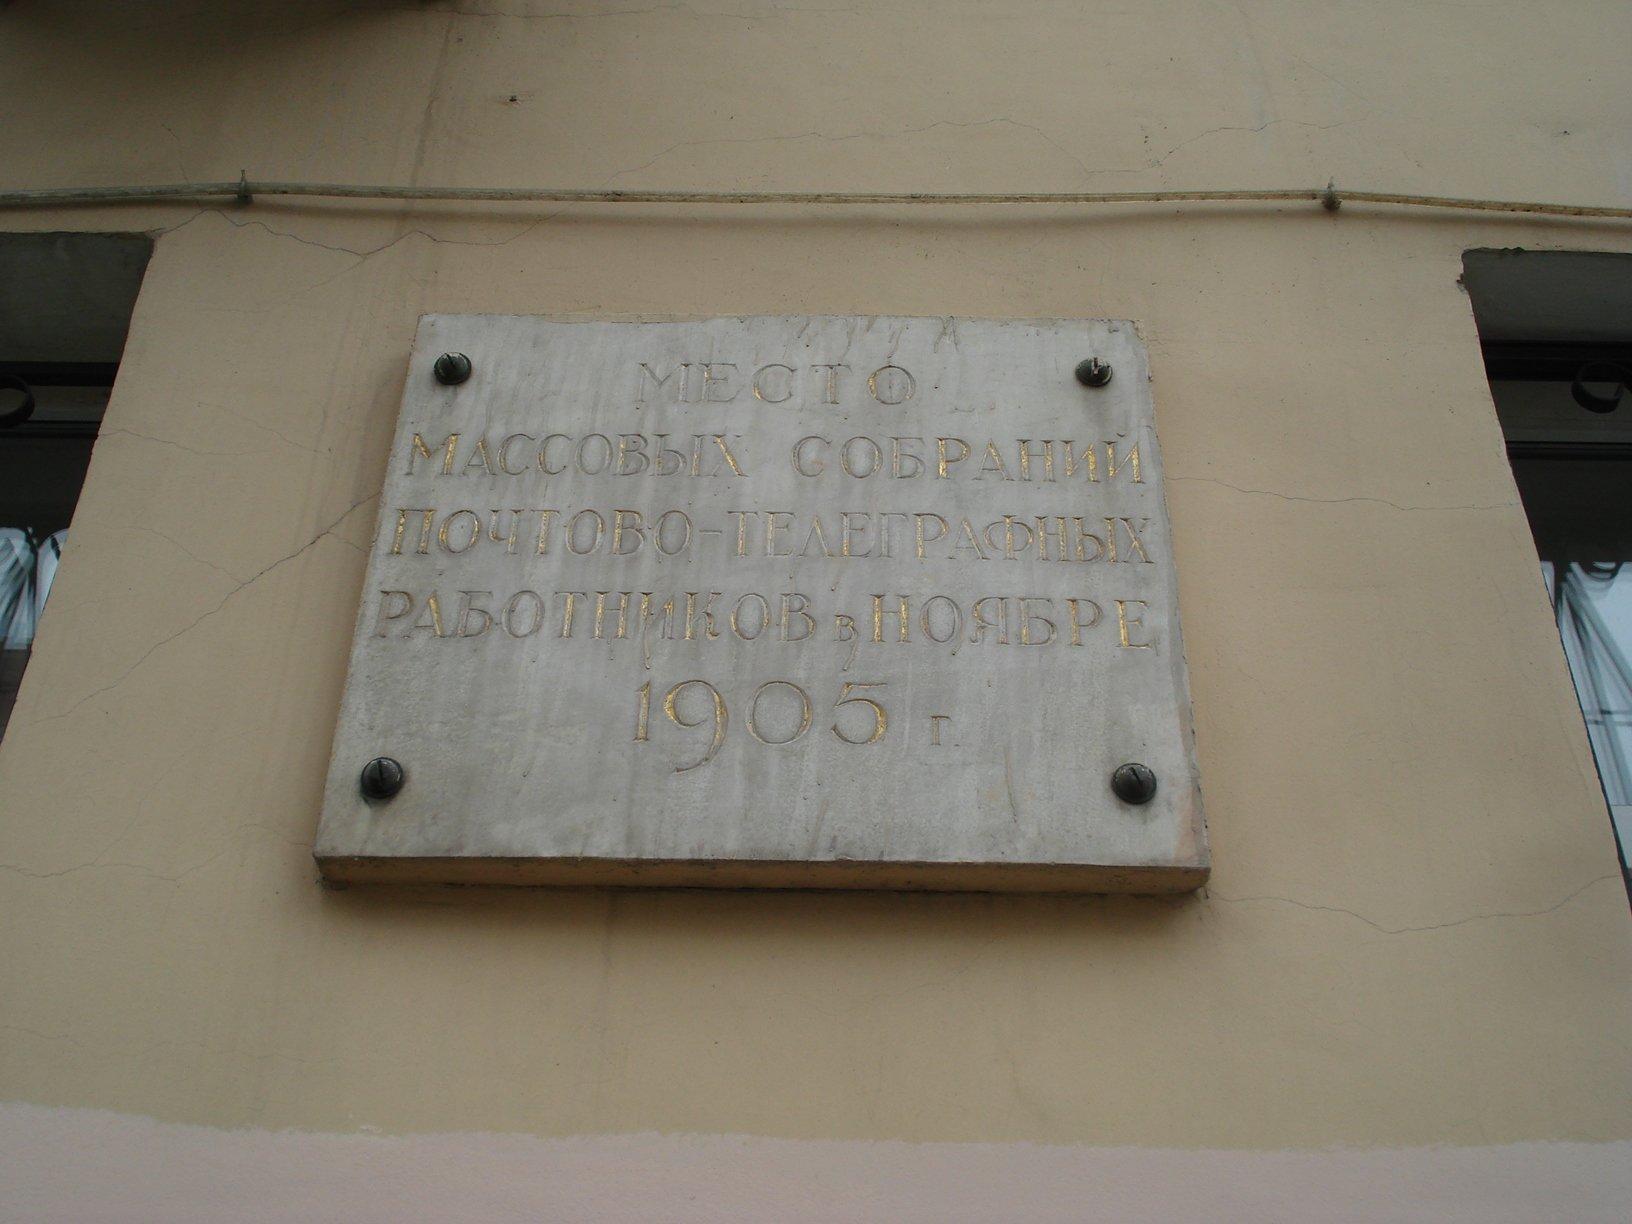 МЕСТО
МАССОВЫХ СОБРАНИЙ
ПОЧТОВО-ТЕЛЕГРАФНЫХ
РАБОТНИКОВ в НОЯБРЕ
1905 г.